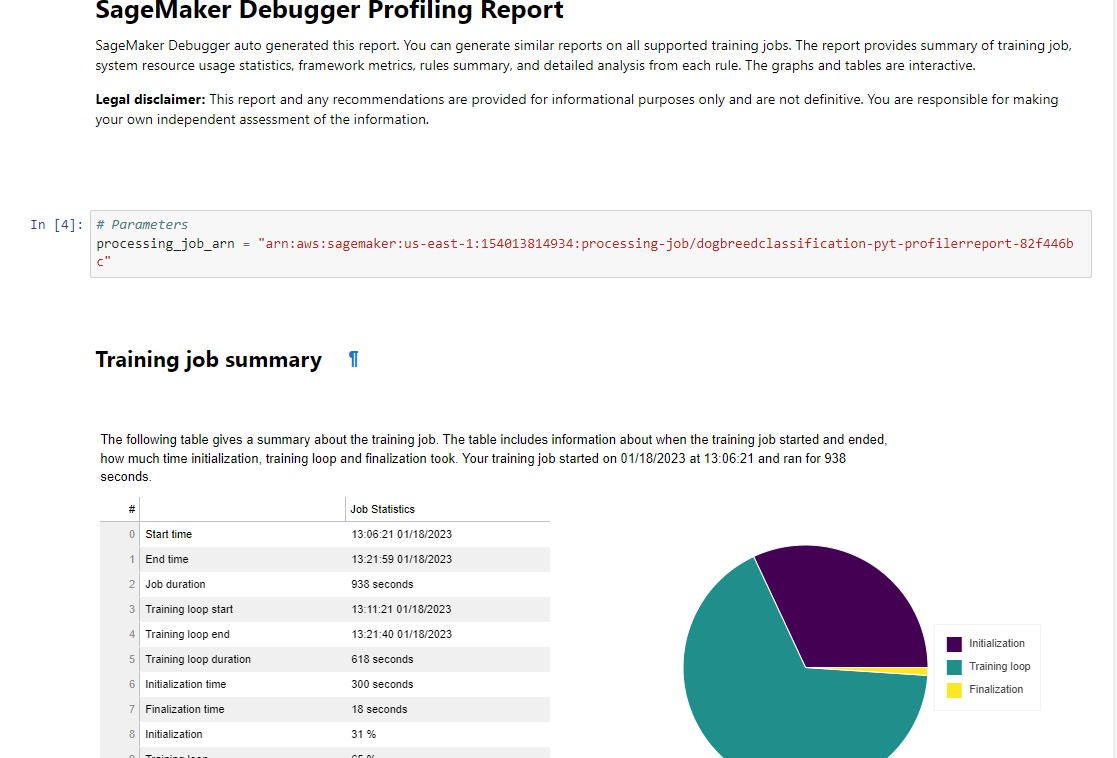 SageMaker Debugger Profiling Report
SageMaker Debugger auto generated this report. You can generate similar reports on all supported training jobs. The report provides summary of training job,
system resource usage statistics, framework metrics, rules summary, and detailed analysis from each rule. The graphs and tables are interactive.
Legal disclaimer: This report and any recommendations are provided for informational purposes only and are not definitive. You are responsible for making
your own independent assessment of the information.
In [4]: # Parameters
processing_job_arn = "arn:aws:sagemaker:us-east-1:154013814934:processing-job/dogbreedclassification-pyt-profilerreport-82f446b
c"
Training job summary ¶
The following table gives a summary about the training job. The table includes information about when the training job started and ended,
how much time initialization, training loop and finalization took. Your training job started on 01/18/2023 at 13:06:21 and ran for 938
seconds.
# Job Statistics
0 Start time 13:06:21 01/18/2023
1 End time 13:21:59 01/18/2023
2 Job duration 938 seconds
3 Training loop start 13:11:21 01/18/2023
4 Training loop end 13:21:40 01/18/2023
5 Training loop duration 618 seconds
6 Initialization time 300 seconds
7 Finalization time 18 seconds
8 Initialization 31 %
9 Training loop 65 %
Initialization
Training loop
Finalization